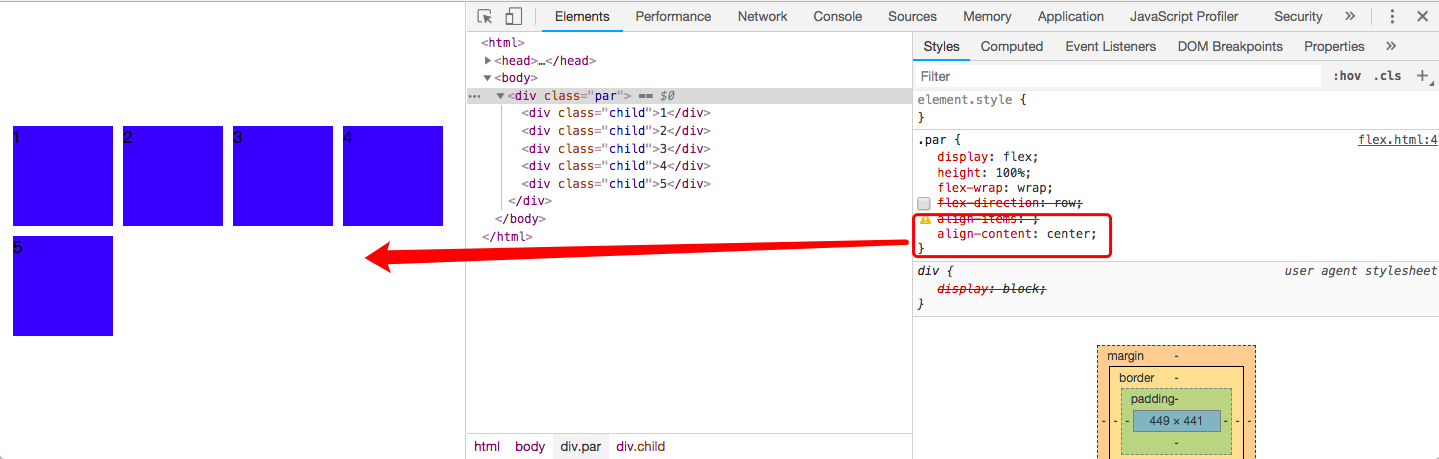 1
2
3
4
5
Elements
Performance
Network
Console
Sources
Memory
Application
JavaScript Profiler
Security
»
<html>
<head>…</head>
<body>
<div class="par"> == $0
<div class="child">1</div>
<div class="child">2</div>
<div class="child">3</div>
<div class="child">4</div>
<div class="child">5</div>
</div>
</body>
</html>
html
body
div.par
div.child
Styles
Computed
Event Listeners
DOM Breakpoints
Properties
»
Filter
:hov
.cls
element.style {
}
.par {
flex.html:4
display: flex;
height: 100%;
flex-wrap: wrap;
flex-direction: row;
align-items: ;
align-content: center;
}
div {
user agent stylesheet
display: block;
}
margin -
border -
padding-
- - - 449 × 441 - - -
-